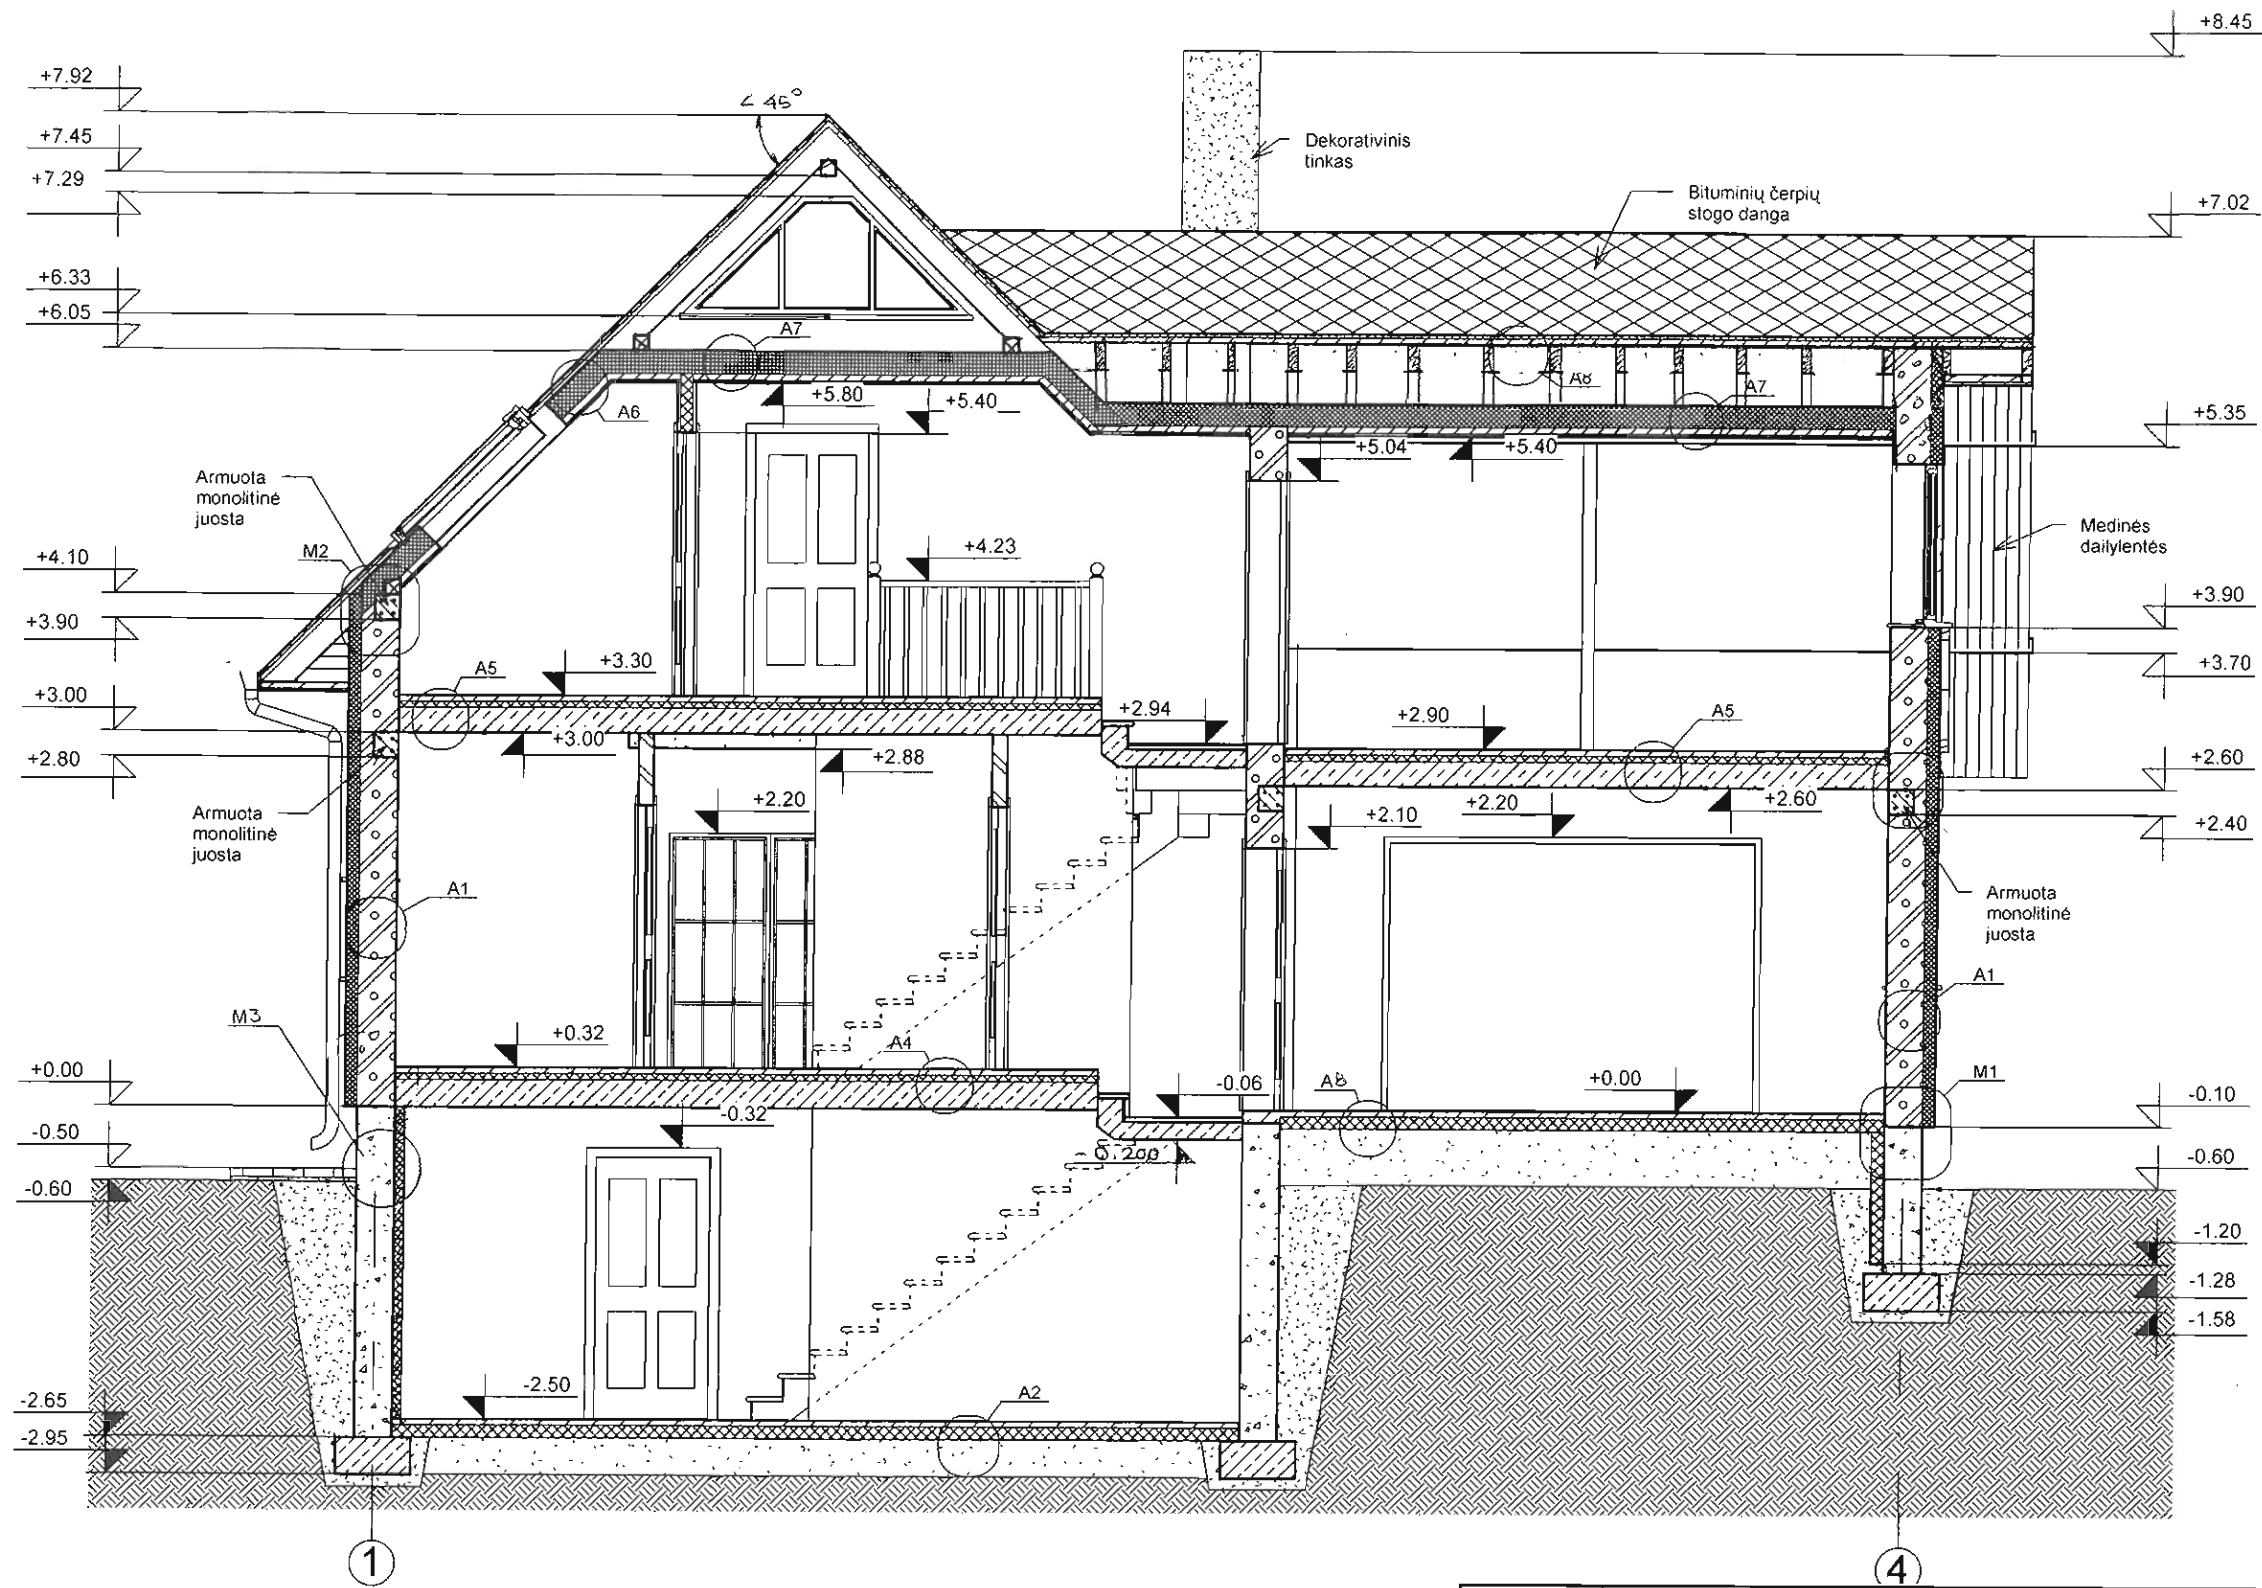 +8.45
+7.92
∠ 45°
+7.45
Dekorativinis
tinkas
+7.29
Bituminių čerpių
stogo danga
+7.02
+6.33
+6.05
A7
A8
A7
+5.80
+5.40
A6
+5.35
+5.04
+5.40
Armuota
monolitinė
juosta
Medinės
dailylentės
M2
+4.23
+4.10
+3.90
+3.90
+3.30
A5
+3.70
+3.00
+2.94
+2.90
A5
+3.00
+2.88
+2.80
+2.60
+2.20
+2.20
+2.60
Armuota
monolitinė
juosta
+2.10
+2.40
A1
Armuota
monolitinė
juosta
A1
M3
+0.32
A4
+0.00
-0.06
A8
+0.00
M1
-0.10
-0.32
-0.50
0.200
-0.60
-0.60
-1.20
-1.28
-1.58
-2.50
A2
-2.65
-2.95
1
4